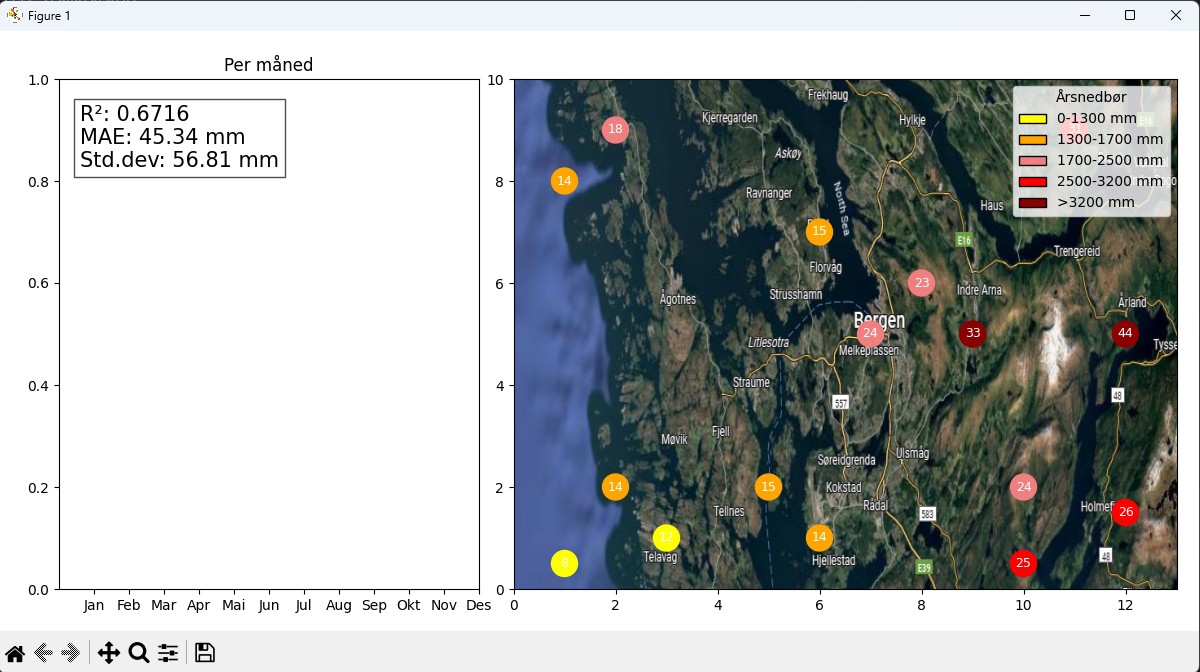 Figure 1
Per måned
R²: 0.6716
MAE: 45.34 mm
Std.dev: 56.81 mm
1.0
0.8
0.6
0.4
0.2
0.0
Jan Feb Mar Apr Mai Jun Jul Aug Sep Okt Nov Des
10
8
6
4
2
0
0 2 4 6 8 10 12
Årsnedbør
0-1300 mm
1300-1700 mm
1700-2500 mm
2500-3200 mm
>3200 mm
Frekhaug
Kjerregarden
Hylkje
18
Askøy
14
Ravnanger
North Sea
Haus
15
E16
Trengereid
Florvåg
23
Indre Arna
Strusshamn
Ågotnes
Årland
Bergen
24
33
44
Litlesotra
Melkeplassen
Tysse
Straume
48
557
Fjell
Møvik
Ulsmåg
Søreidgrenda
14
15
Kokstad
24
Rådal
Holmef
26
Tellnes
583
12
14
Telavåg
Hjellestad
48
8
E39
25